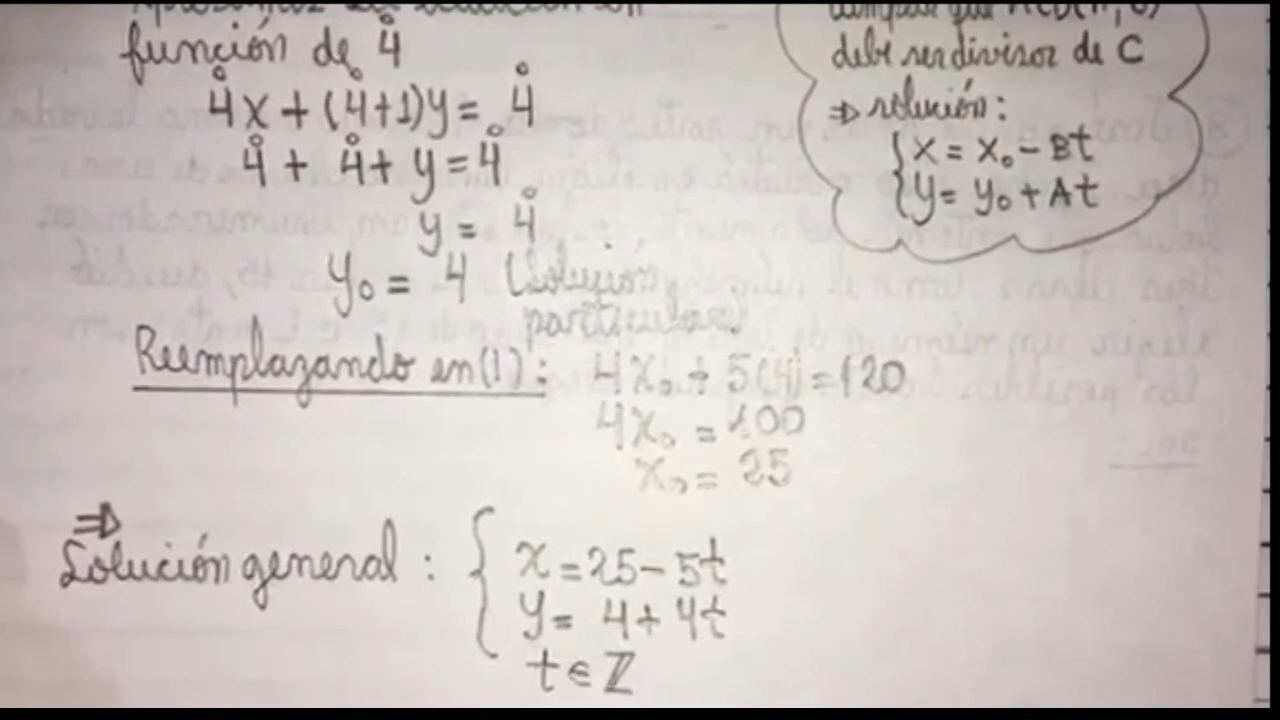 función de 4̊
4̊x + (4̊+1)y = 4̊
4̊ + 4̊ + y = 4̊
y = 4̊
y₀ = 4 (Solución
particular)
Reemplazando en (1): 4x₀ + 5(4) = 120
4x₀ = 100
x₀ = 25
⇒
Solución general: { x = 25 - 5t
y = 4 + 4t
t ∈ ℤ
debe ser divisor de C
⇒ solución:
{ x = x₀ - Bt
{ y = y₀ + At